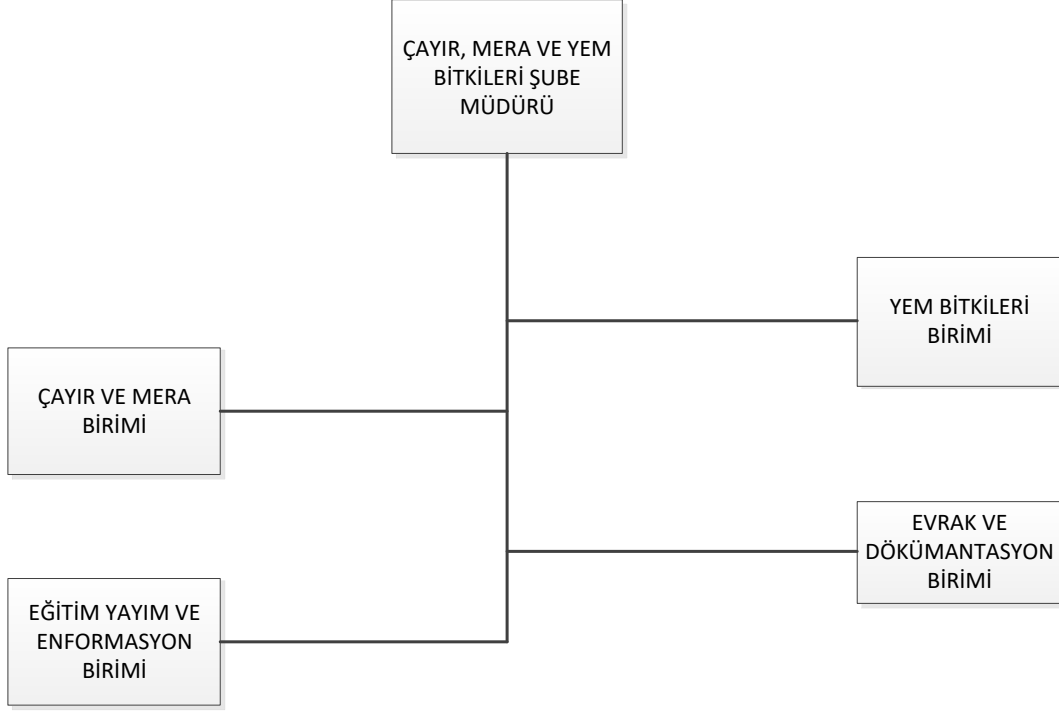 ÇAYIR, MERA VE YEM
BİTKİLERİ ŞUBE
MÜDÜRÜ
YEM BİTKİLERİ
BİRİMİ
ÇAYIR VE MERA
BİRİMİ
EVRAK VE
DÖKÜMANTASYON
BİRİMİ
EĞİTİM YAYIM VE
ENFORMASYON
BİRİMİ